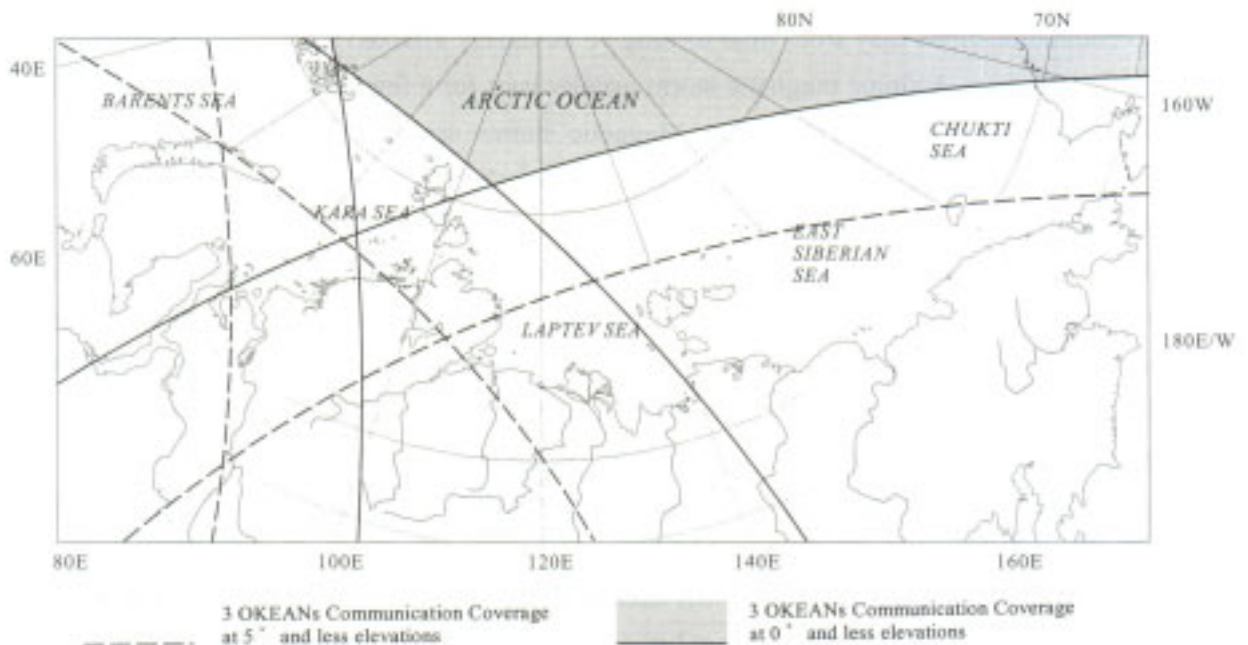 80N
70N
40E
BARENTS SEA
ARCTIC OCEAN
160W
CHUKTI
SEA
KARA SEA
EAST
SIBERIAN
SEA
60E
LAPTEV SEA
180E/W
80E
100E
120E
140E
160E
3 OKEANs Communication Coverage
at 5° and less elevations
3 OKEANs Communication Coverage
at 0° and less elevations